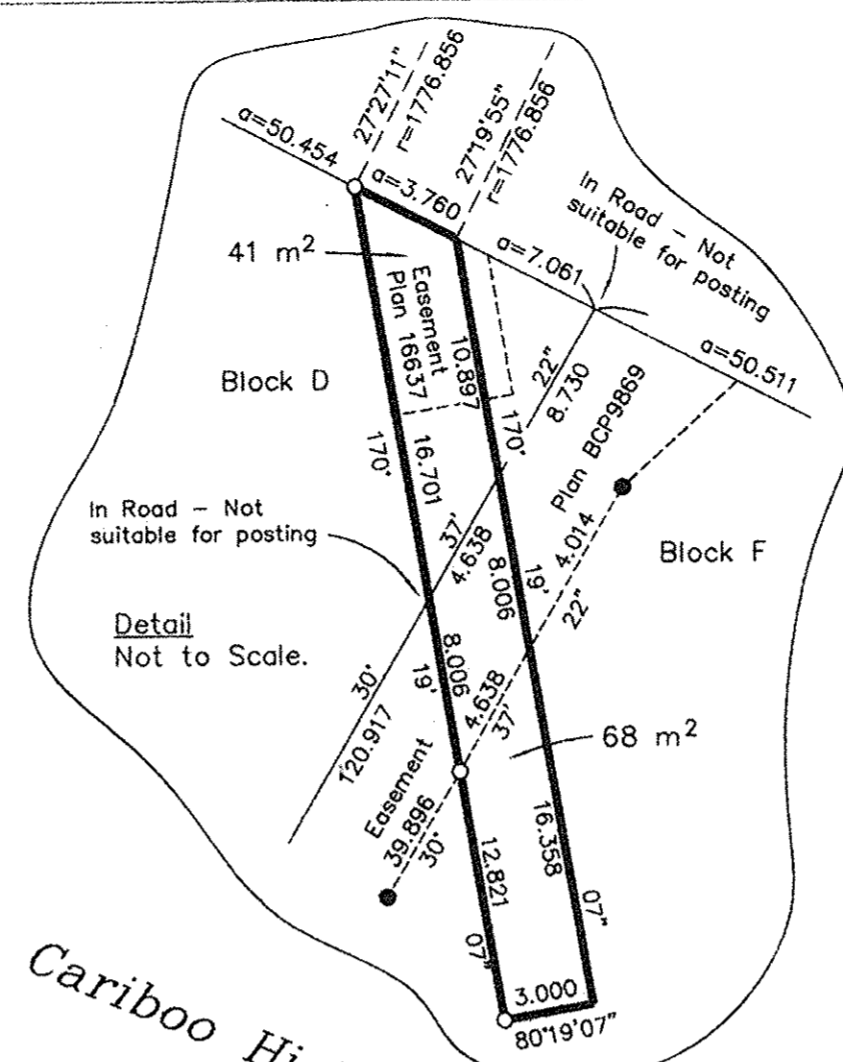 a=50.454
27°27'11"
r=1776.856
27°19'55"
r=1776.856
a=3.760
In Road – Not
suitable for posting
a=7.061
a=50.511
41 m²
Easement
Plan 16637
10.897
22"
8.730
Plan BCP9869
Block D
170°
16.701
170°
In Road – Not
suitable for posting
37'
4.638
8.006
19'
4.014
22"
Block F
Detail
Not to Scale.
30°
120.917
19'
8.006
4.638
37'
68 m²
Easement
39.896
30°
12.821
16.358
07"
07"
3.000
80°19'07"
Cariboo